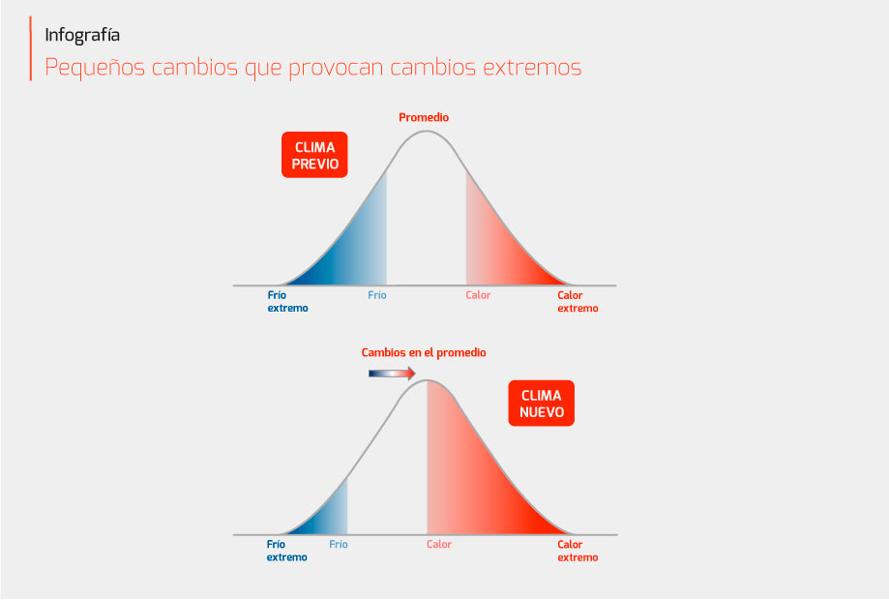 Infografía
Pequeños cambios que provocan cambios extremos
Promedio
CLIMA
PREVIO
Frío
extremo
Frío
Calor
Calor
extremo
Cambios en el promedio
CLIMA
NUEVO
Frío
extremo
Frío
Calor
Calor
extremo